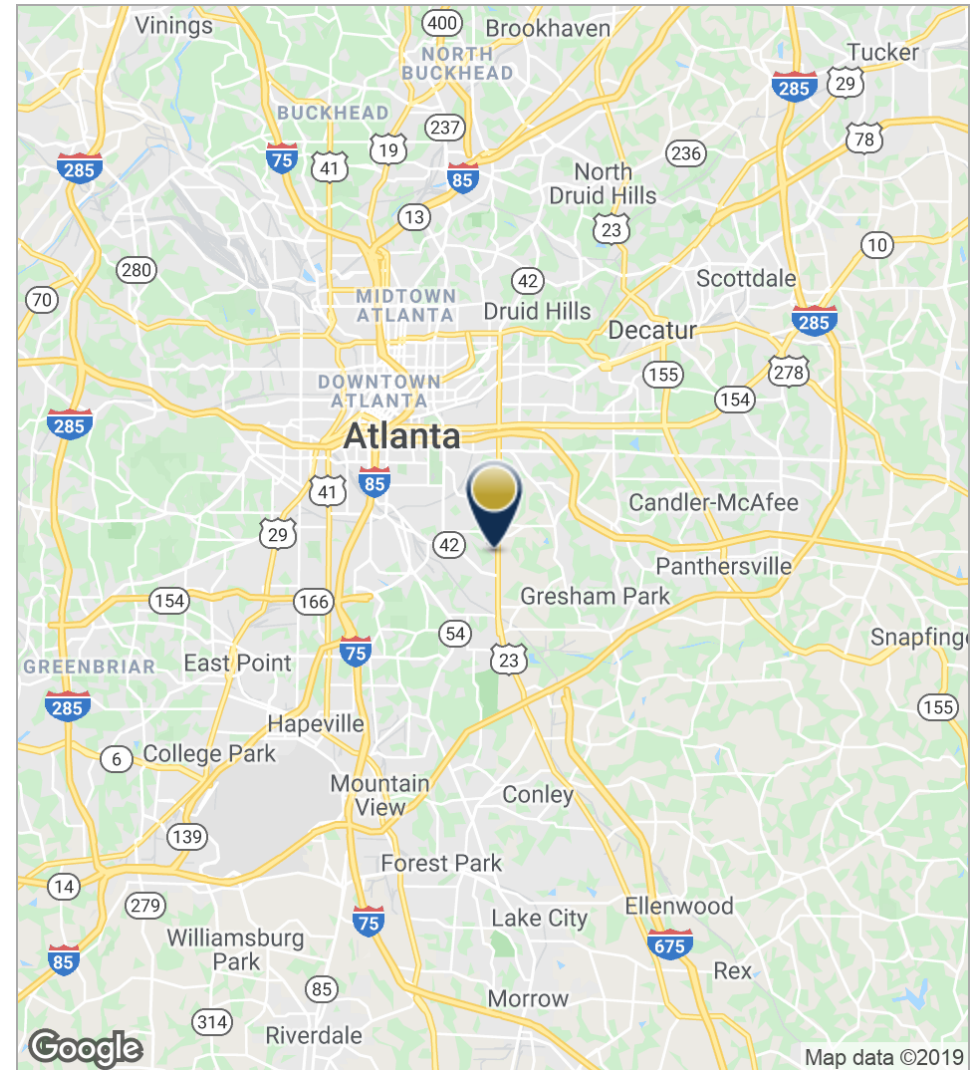 Vinings
400
Brookhaven
NORTH
BUCKHEAD
Tucker
285
29
BUCKHEAD
237
78
75
41
19
236
285
85
North
Druid Hills
13
23
10
280
42
Scottdale
70
MIDTOWN
ATLANTA
Druid Hills
Decatur
285
155
278
DOWNTOWN
ATLANTA
154
285
Atlanta
85
41
Candler-McAfee
29
42
Panthersville
154
166
Gresham Park
54
Snapfing
75
23
GREENBRIAR
East Point
285
155
Hapeville
6
College Park
Mountain
View
Conley
139
Forest Park
14
279
Ellenwood
Lake City
75
Williamsburg
Park
675
85
Rex
85
Morrow
314
Riverdale
Google
Map data ©2019